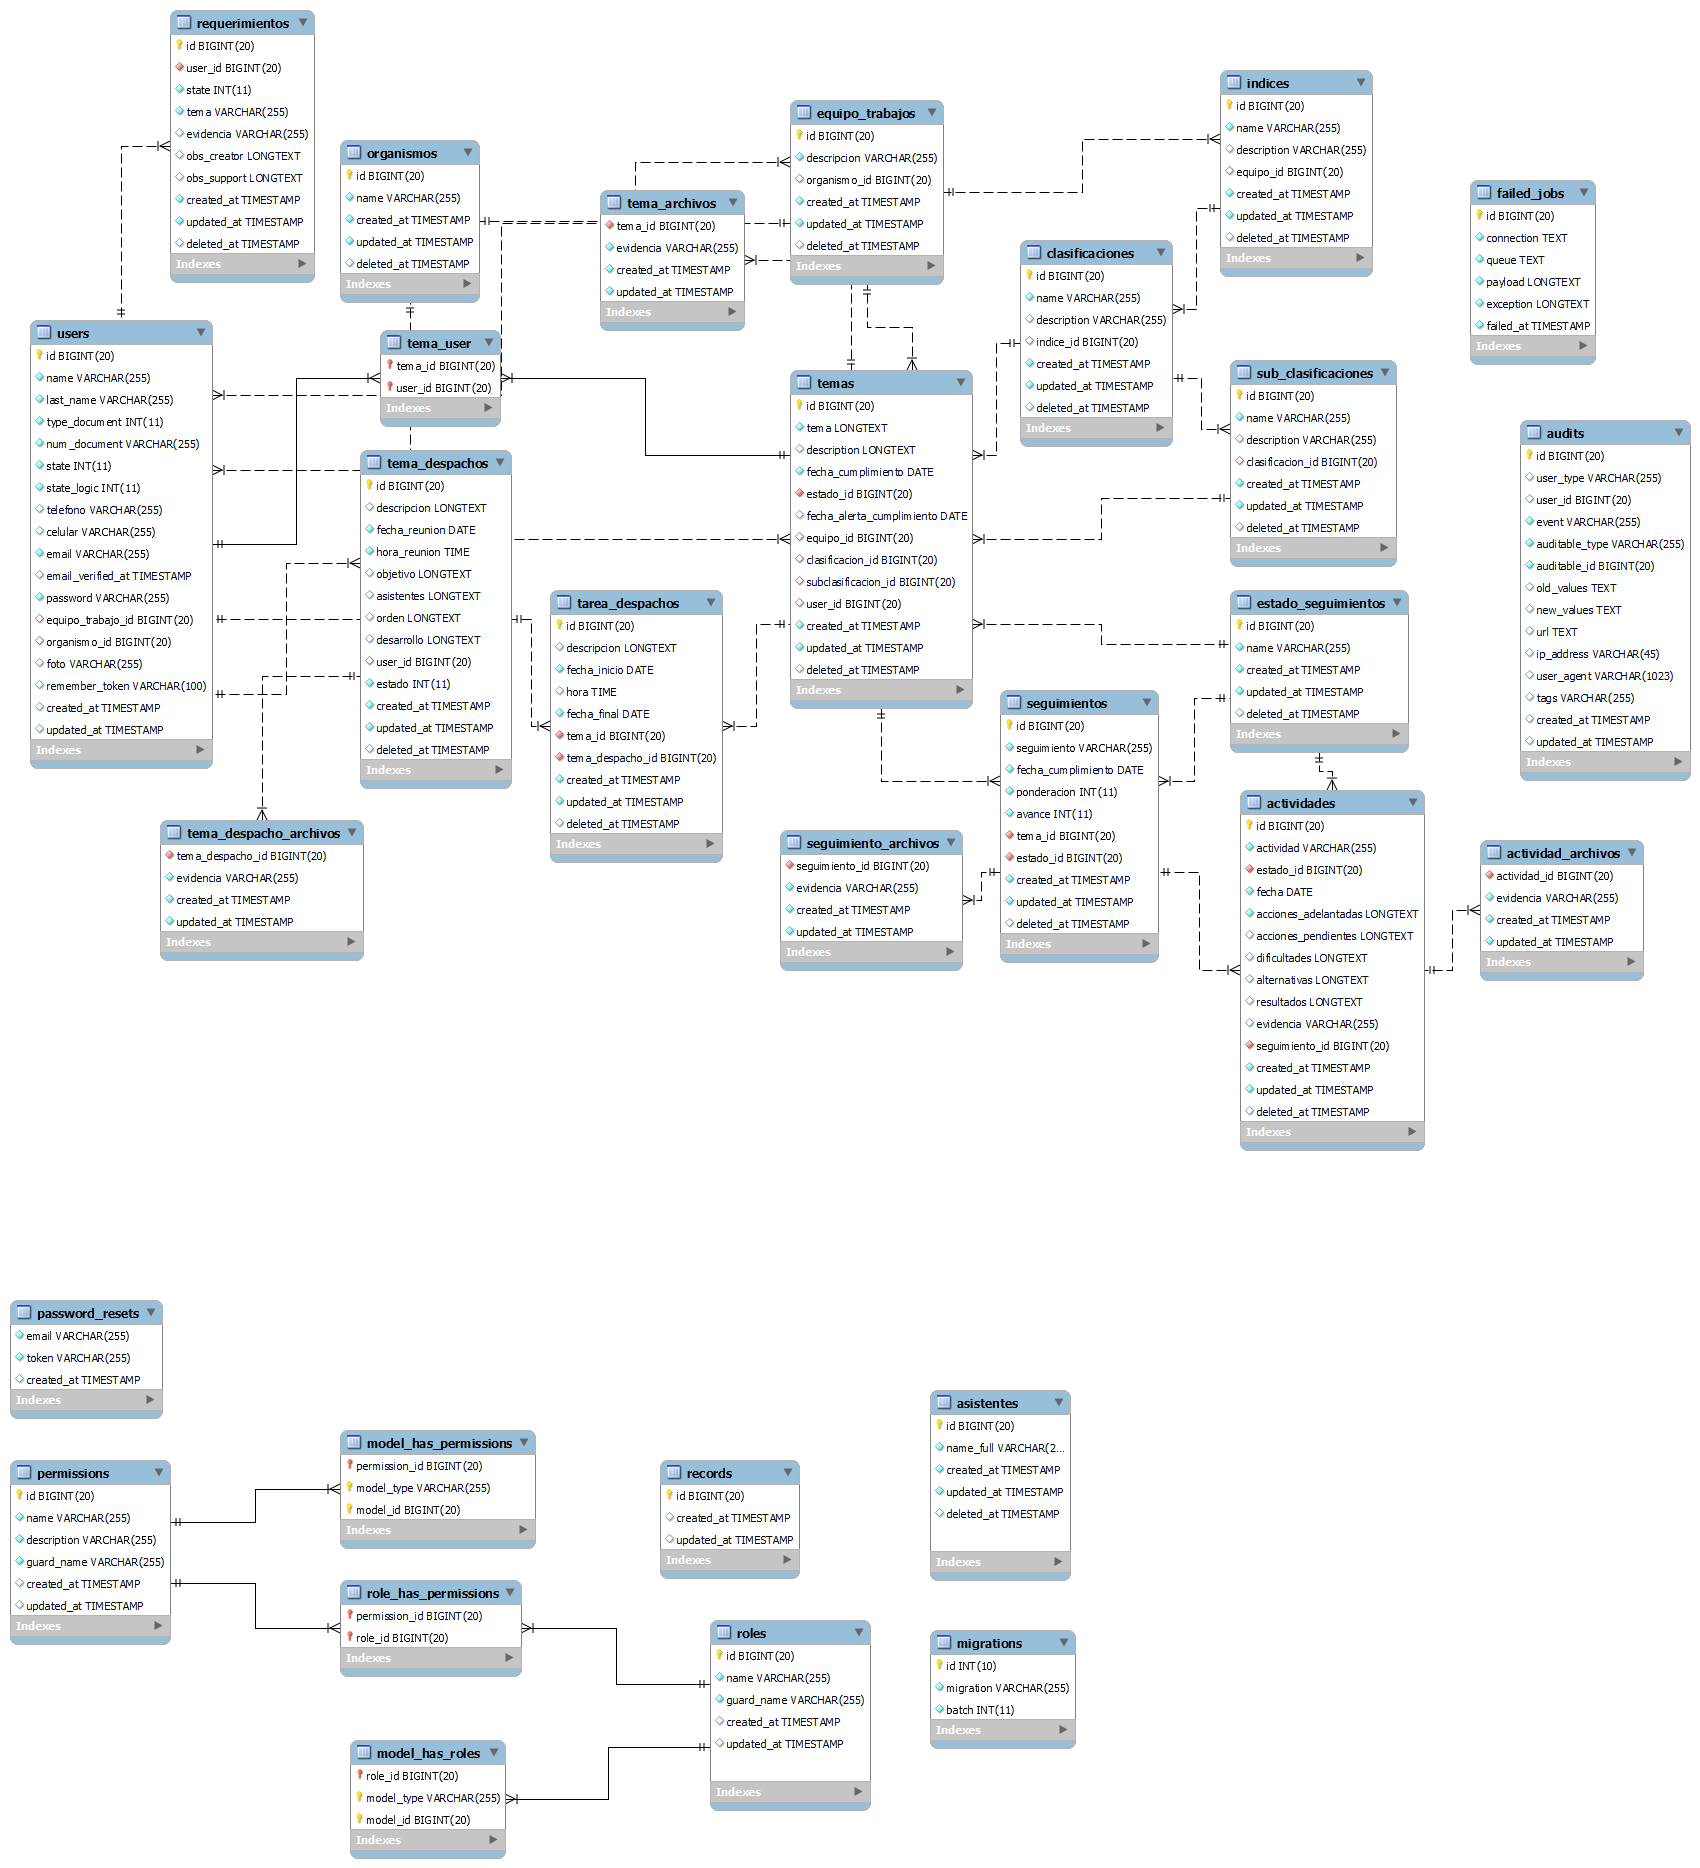 requerimientos
id BIGINT(20)
user_id BIGINT(20)
state INT(11)
tema VARCHAR(255)
evidencia VARCHAR(255)
obs_creator LONGTEXT
obs_support LONGTEXT
created_at TIMESTAMP
updated_at TIMESTAMP
deleted_at TIMESTAMP
Indexes
organismos
id BIGINT(20)
name VARCHAR(255)
created_at TIMESTAMP
updated_at TIMESTAMP
deleted_at TIMESTAMP
Indexes
tema_archivos
tema_id BIGINT(20)
evidencia VARCHAR(255)
created_at TIMESTAMP
updated_at TIMESTAMP
Indexes
equipo_trabajos
id BIGINT(20)
descripcion VARCHAR(255)
organismo_id BIGINT(20)
created_at TIMESTAMP
updated_at TIMESTAMP
deleted_at TIMESTAMP
Indexes
indices
id BIGINT(20)
name VARCHAR(255)
description VARCHAR(255)
equipo_id BIGINT(20)
created_at TIMESTAMP
updated_at TIMESTAMP
deleted_at TIMESTAMP
Indexes
clasificaciones
id BIGINT(20)
name VARCHAR(255)
description VARCHAR(255)
indice_id BIGINT(20)
created_at TIMESTAMP
updated_at TIMESTAMP
deleted_at TIMESTAMP
Indexes
failed_jobs
id BIGINT(20)
connection TEXT
queue TEXT
payload LONGTEXT
exception LONGTEXT
failed_at TIMESTAMP
Indexes
users
id BIGINT(20)
name VARCHAR(255)
last_name VARCHAR(255)
type_document INT(11)
num_document VARCHAR(255)
state INT(11)
state_logic INT(11)
telefono VARCHAR(255)
celular VARCHAR(255)
email VARCHAR(255)
email_verified_at TIMESTAMP
password VARCHAR(255)
equipo_trabajo_id BIGINT(20)
organismo_id BIGINT(20)
foto VARCHAR(255)
remember_token VARCHAR(100)
created_at TIMESTAMP
updated_at TIMESTAMP
Indexes
tema_user
tema_id BIGINT(20)
user_id BIGINT(20)
Indexes
tema_despachos
id BIGINT(20)
descripcion LONGTEXT
fecha_reunion DATE
hora_reunion TIME
objetivo LONGTEXT
asistentes LONGTEXT
orden LONGTEXT
desarrollo LONGTEXT
user_id BIGINT(20)
estado INT(11)
created_at TIMESTAMP
updated_at TIMESTAMP
deleted_at TIMESTAMP
Indexes
tarea_despachos
id BIGINT(20)
descripcion LONGTEXT
fecha_inicio DATE
hora TIME
fecha_final DATE
tema_id BIGINT(20)
tema_despacho_id BIGINT(20)
created_at TIMESTAMP
updated_at TIMESTAMP
deleted_at TIMESTAMP
Indexes
temas
id BIGINT(20)
tema LONGTEXT
description LONGTEXT
fecha_cumplimiento DATE
estado_id BIGINT(20)
fecha_alerta_cumplimiento DATE
equipo_id BIGINT(20)
clasificacion_id BIGINT(20)
subclasificacion_id BIGINT(20)
user_id BIGINT(20)
created_at TIMESTAMP
updated_at TIMESTAMP
deleted_at TIMESTAMP
Indexes
sub_clasificaciones
id BIGINT(20)
name VARCHAR(255)
description VARCHAR(255)
clasificacion_id BIGINT(20)
created_at TIMESTAMP
updated_at TIMESTAMP
deleted_at TIMESTAMP
Indexes
audits
id BIGINT(20)
user_type VARCHAR(255)
user_id BIGINT(20)
event VARCHAR(255)
auditable_type VARCHAR(255)
auditable_id BIGINT(20)
old_values TEXT
new_values TEXT
url TEXT
ip_address VARCHAR(45)
user_agent VARCHAR(1023)
tags VARCHAR(255)
created_at TIMESTAMP
updated_at TIMESTAMP
Indexes
estado_seguimientos
id BIGINT(20)
name VARCHAR(255)
created_at TIMESTAMP
updated_at TIMESTAMP
deleted_at TIMESTAMP
Indexes
seguimientos
id BIGINT(20)
seguimiento VARCHAR(255)
fecha_cumplimiento DATE
ponderacion INT(11)
avance INT(11)
tema_id BIGINT(20)
estado_id BIGINT(20)
created_at TIMESTAMP
updated_at TIMESTAMP
deleted_at TIMESTAMP
Indexes
tema_despacho_archivos
tema_despacho_id BIGINT(20)
evidencia VARCHAR(255)
created_at TIMESTAMP
updated_at TIMESTAMP
Indexes
seguimiento_archivos
seguimiento_id BIGINT(20)
evidencia VARCHAR(255)
created_at TIMESTAMP
updated_at TIMESTAMP
Indexes
actividades
id BIGINT(20)
actividad VARCHAR(255)
estado_id BIGINT(20)
fecha DATE
acciones_adelantadas LONGTEXT
acciones_pendientes LONGTEXT
dificultades LONGTEXT
alternativas LONGTEXT
resultados LONGTEXT
evidencia VARCHAR(255)
seguimiento_id BIGINT(20)
created_at TIMESTAMP
updated_at TIMESTAMP
deleted_at TIMESTAMP
Indexes
actividad_archivos
actividad_id BIGINT(20)
evidencia VARCHAR(255)
created_at TIMESTAMP
updated_at TIMESTAMP
Indexes
password_resets
email VARCHAR(255)
token VARCHAR(255)
created_at TIMESTAMP
Indexes
permissions
id BIGINT(20)
name VARCHAR(255)
description VARCHAR(255)
guard_name VARCHAR(255)
created_at TIMESTAMP
updated_at TIMESTAMP
Indexes
model_has_permissions
permission_id BIGINT(20)
model_type VARCHAR(255)
model_id BIGINT(20)
Indexes
role_has_permissions
permission_id BIGINT(20)
role_id BIGINT(20)
Indexes
model_has_roles
role_id BIGINT(20)
model_type VARCHAR(255)
model_id BIGINT(20)
Indexes
records
id BIGINT(20)
created_at TIMESTAMP
updated_at TIMESTAMP
Indexes
roles
id BIGINT(20)
name VARCHAR(255)
guard_name VARCHAR(255)
created_at TIMESTAMP
updated_at TIMESTAMP
Indexes
asistentes
id BIGINT(20)
name_full VARCHAR(2...
created_at TIMESTAMP
updated_at TIMESTAMP
deleted_at TIMESTAMP
Indexes
migrations
id INT(10)
migration VARCHAR(255)
batch INT(11)
Indexes